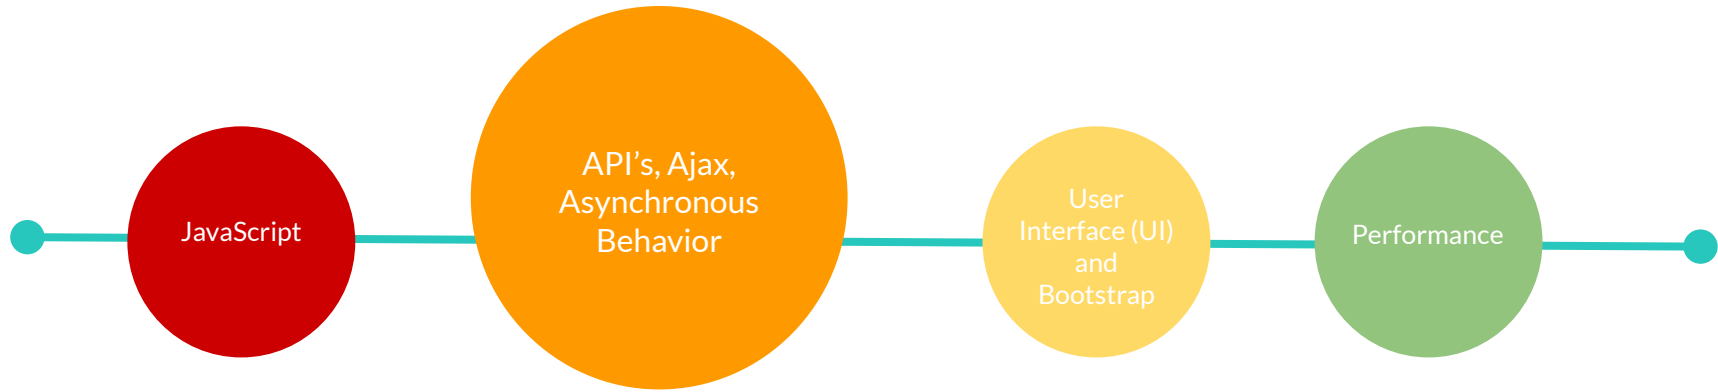 JavaScript
API’s, Ajax,
Asynchronous
Behavior
User
Interface (UI)
and
Bootstrap
Performance